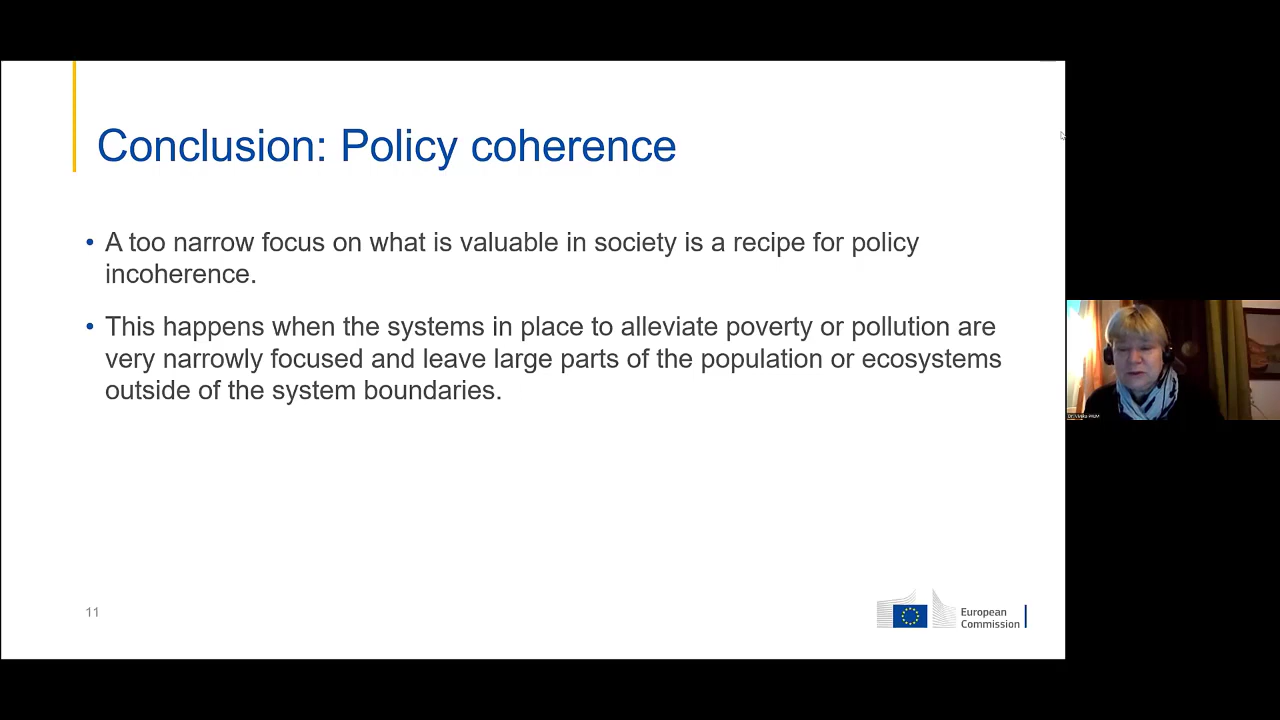 Conclusion: Policy coherence
• A too narrow focus on what is valuable in society is a recipe for policy
incoherence.
• This happens when the systems in place to alleviate poverty or pollution are
very narrowly focused and leave large parts of the population or ecosystems
outside of the system boundaries.
11
European
Commission